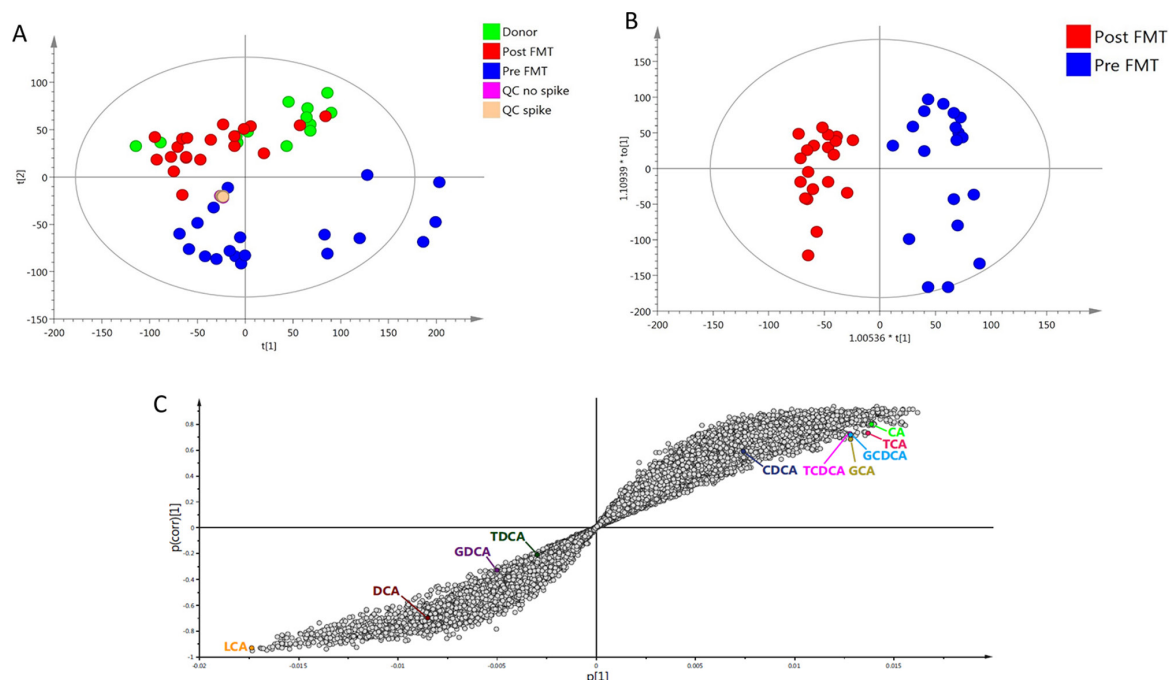 A
Donor
Post FMT
Pre FMT
QC no spike
QC spike
100
50
0
-50
-100
-150
t[2]
-200 -150 -100 -50 0 50 100 150 200
t[1]
B
Post FMT
Pre FMT
200
150
100
50
0
-50
-100
-150
-200
1.10939 * to[1]
-200 -150 -100 -50 0 50 100 150
1.00536 * t[1]
C
0.8
0.6
0.4
0.2
0
-0.2
-0.4
-0.6
-0.8
-1
p(corr)[1]
CA
TCA
GCDCA
CDCA
TCDCA
GCA
TDCA
GDCA
DCA
LCA
-0.02 -0.015 -0.01 -0.005 0 0.005 0.01 0.015
p[1]